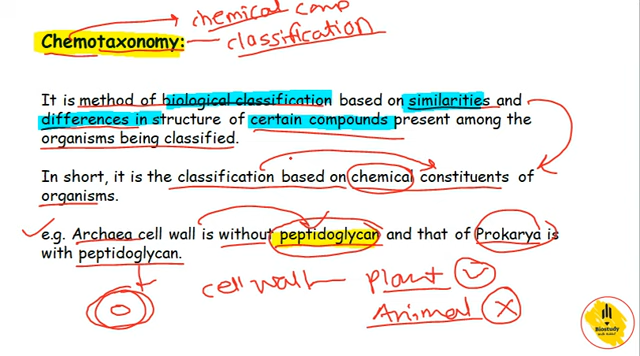 chemical comp
Chemotaxonomy:
classification
It is method of biological classification based on similarities and
differences in structure of certain compounds present among the
organisms being classified.
In short, it is the classification based on chemical constituents of
organisms.
e.g. Archaea cell wall is without peptidoglycan and that of Prokarya is
with peptidoglycan.
cell wall Plant
Animal X
Biostudy